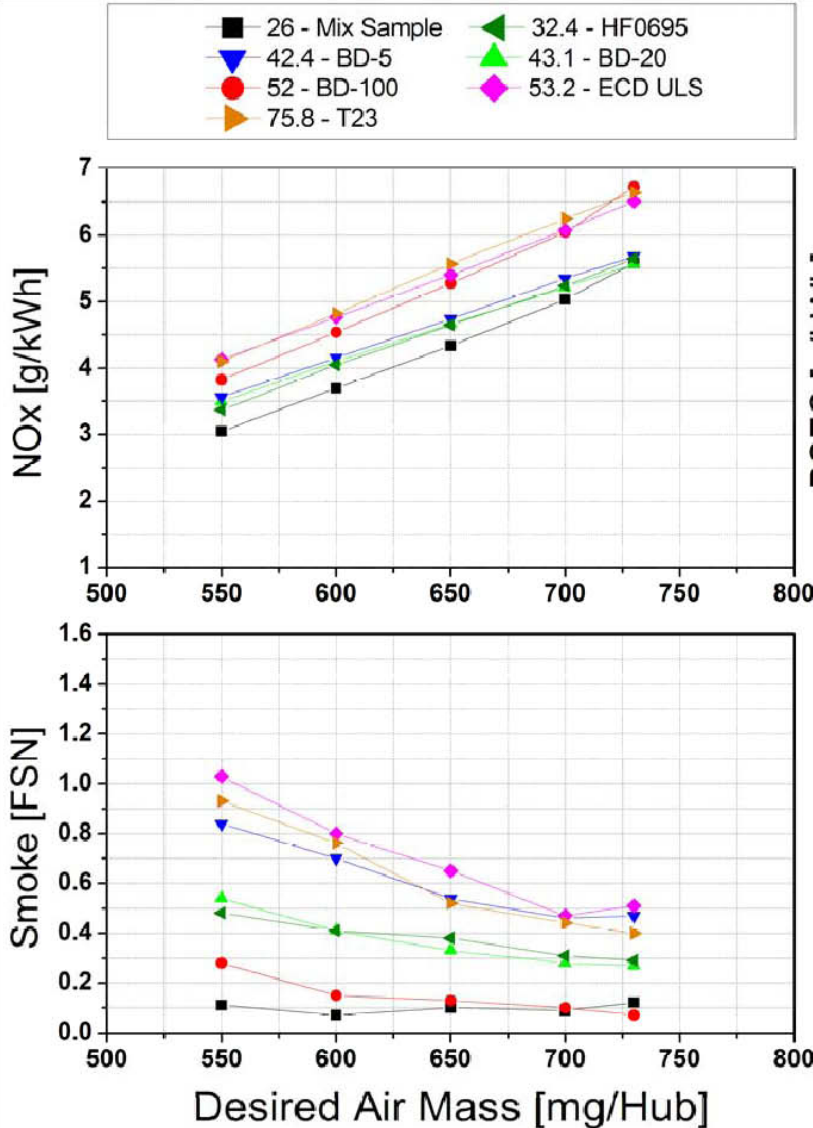 26 - Mix Sample 32.4 - HF0695
42.4 - BD-5 43.1 - BD-20
52 - BD-100 53.2 - ECD ULS
75.8 - T23
NOx [g/kWh]
7
6
5
4
3
2
1
500 550 600 650 700 750 800
Smoke [FSN]
1.6
1.4
1.2
1.0
0.8
0.6
0.4
0.2
0.0
500 550 600 650 700 750 800
Desired Air Mass [mg/Hub]